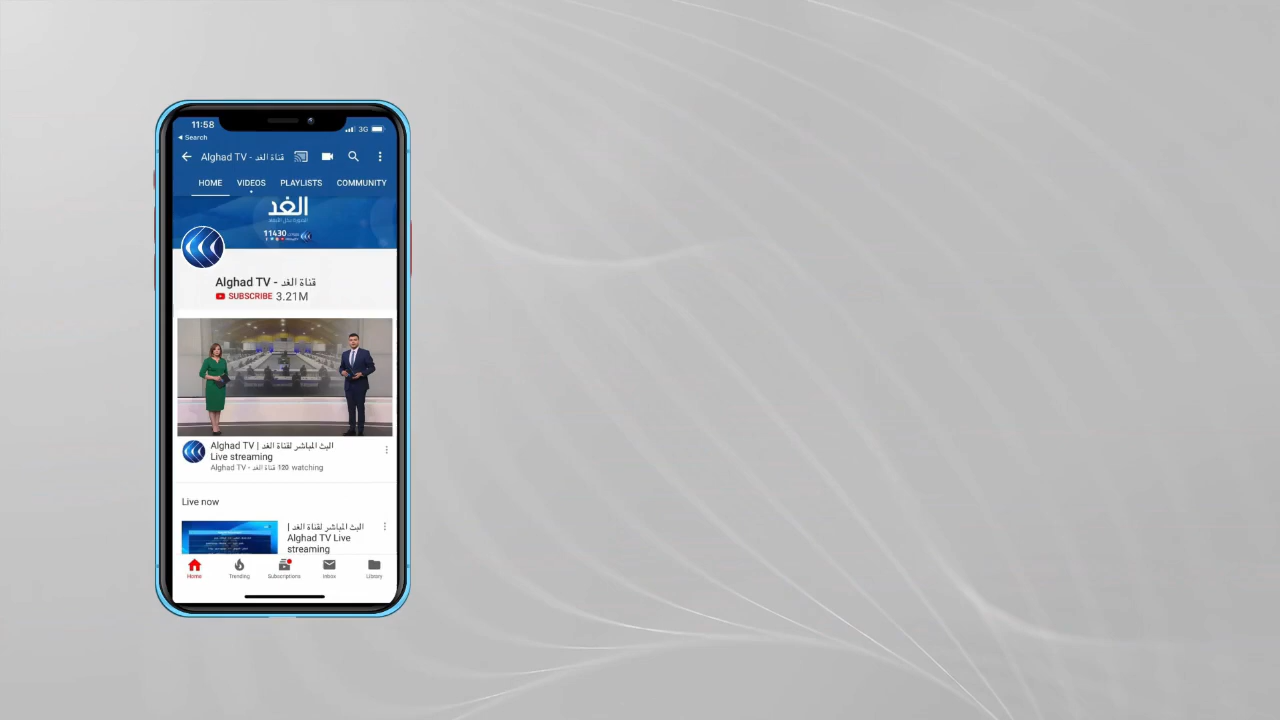 11:58
3G
Search
Alghad TV - قناة الغد
HOME VIDEOS PLAYLISTS COMMUNITY
الغد
11430
Alghad TV - قناة الغد
SUBSCRIBE 3.21M
Alghad TV | البث المباشر لقناة الغد
Live streaming
Alghad TV - قناة الغد 120 watching
Live now
البث المباشر لقناة الغد |
Alghad TV Live
streaming
Home Trending Subscriptions Inbox Library